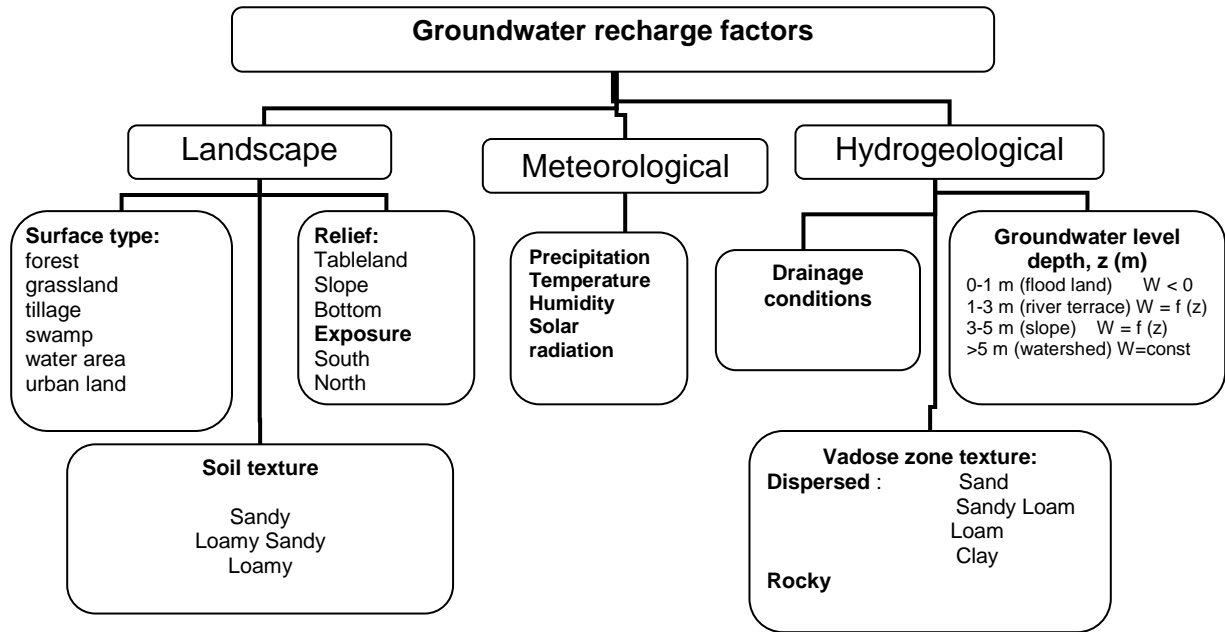 Groundwater recharge factors
Landscape
Meteorological
Hydrogeological
Surface type:
forest
grassland
tillage
swamp
water area
urban land
Relief:
Tableland
Slope
Bottom
Exposure
South
North
Soil texture
Sandy
Loamy Sandy
Loamy
Precipitation
Temperature
Humidity
Solar
radiation
Drainage
conditions
Groundwater level
depth, z (m)
0-1 m (flood land) W < 0
1-3 m (river terrace) W = f (z)
3-5 m (slope) W = f (z)
>5 m (watershed) W=const
Vadose zone texture:
Dispersed : Sand
Sandy Loam
Loam
Clay
Rocky